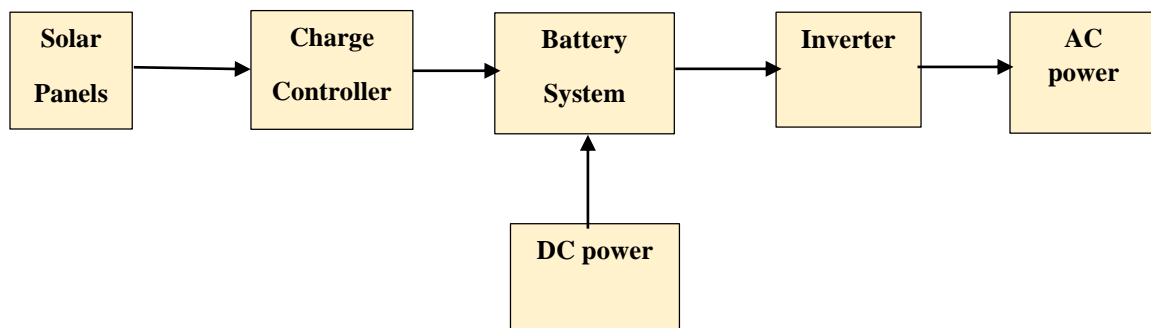 Solar
Panels
Charge
Controller
Battery
System
Inverter
AC
power
DC power